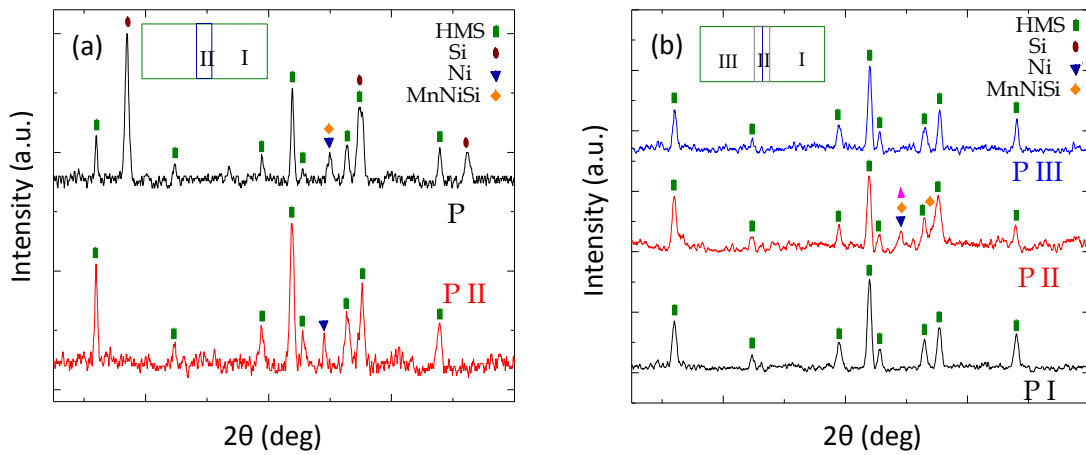 (a)
II
I
HMS
Si
Ni
MnNiSi
P
P II
Intensity (a.u.)
2θ (deg)
(b)
III
II
I
HMS
Si
Ni
MnNiSi
P III
P II
P I
Intensity (a.u.)
2θ (deg)